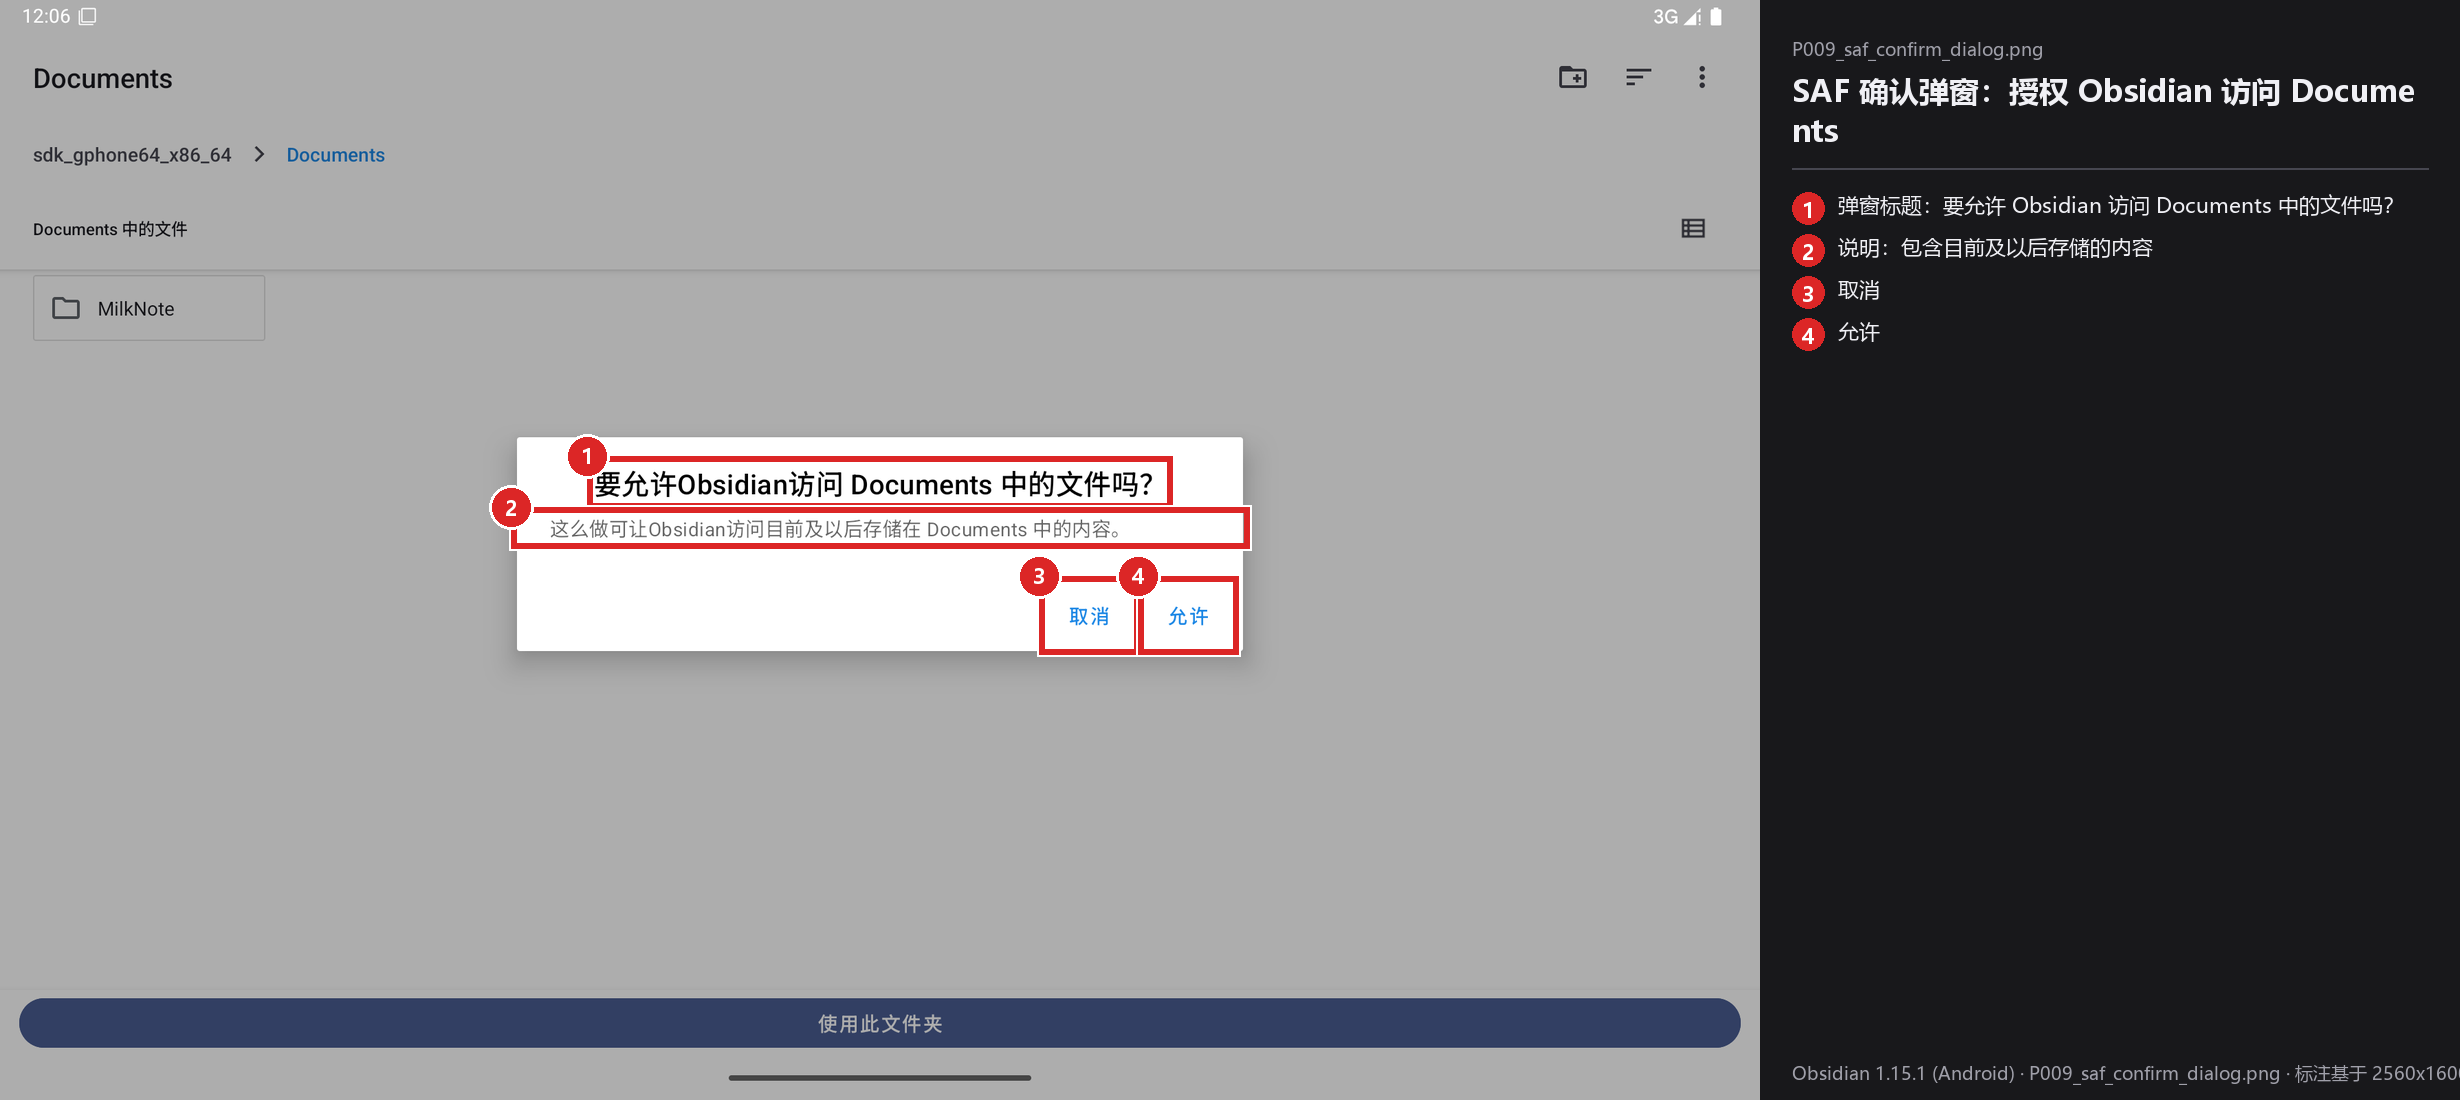 12:06
3G
Documents
sdk_gphone64_x86_64 > Documents
Documents 中的文件
MilkNote
1
要允许Obsidian访问 Documents 中的文件吗?
2
这么做可让Obsidian访问目前及以后存储在 Documents 中的内容。
3
4
取消
允许
使用此文件夹
P009_saf_confirm_dialog.png
SAF 确认弹窗：授权 Obsidian 访问 Docume
nts
1 弹窗标题：要允许 Obsidian 访问 Documents 中的文件吗?
2 说明：包含目前及以后存储的内容
3 取消
4 允许
Obsidian 1.15.1 (Android) · P009_saf_confirm_dialog.png · 标注基于 2560x160